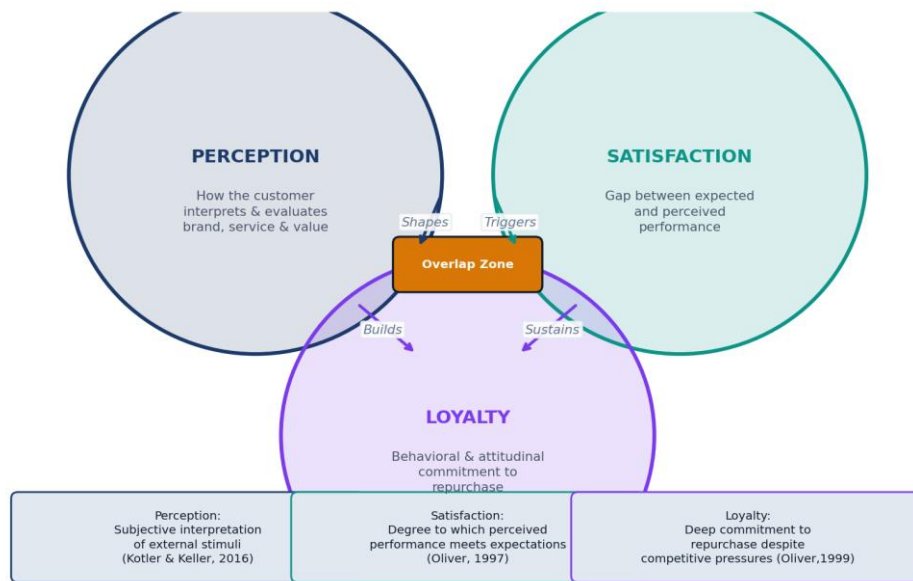 PERCEPTION
How the customer
interprets & evaluates
brand, service & value
SATISFACTION
Gap between expected
and perceived
performance
Shapes
Triggers
Overlap Zone
Builds
Sustains
LOYALTY
Behavioral & attitudinal
commitment to
repurchase
Perception:
Subjective interpretation
of external stimuli
(Kotler & Keller, 2016)
Satisfaction:
Degree to which perceived
performance meets expectations
(Oliver, 1997)
Loyalty:
Deep commitment to
repurchase despite
competitive pressures (Oliver,1999)